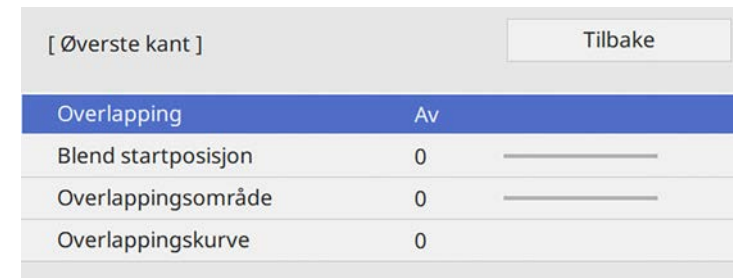 [ Øverste kant ] Tilbake
Overlapping Av
Blend startposisjon 0
Overlappingsområde 0
Overlappingskurve 0